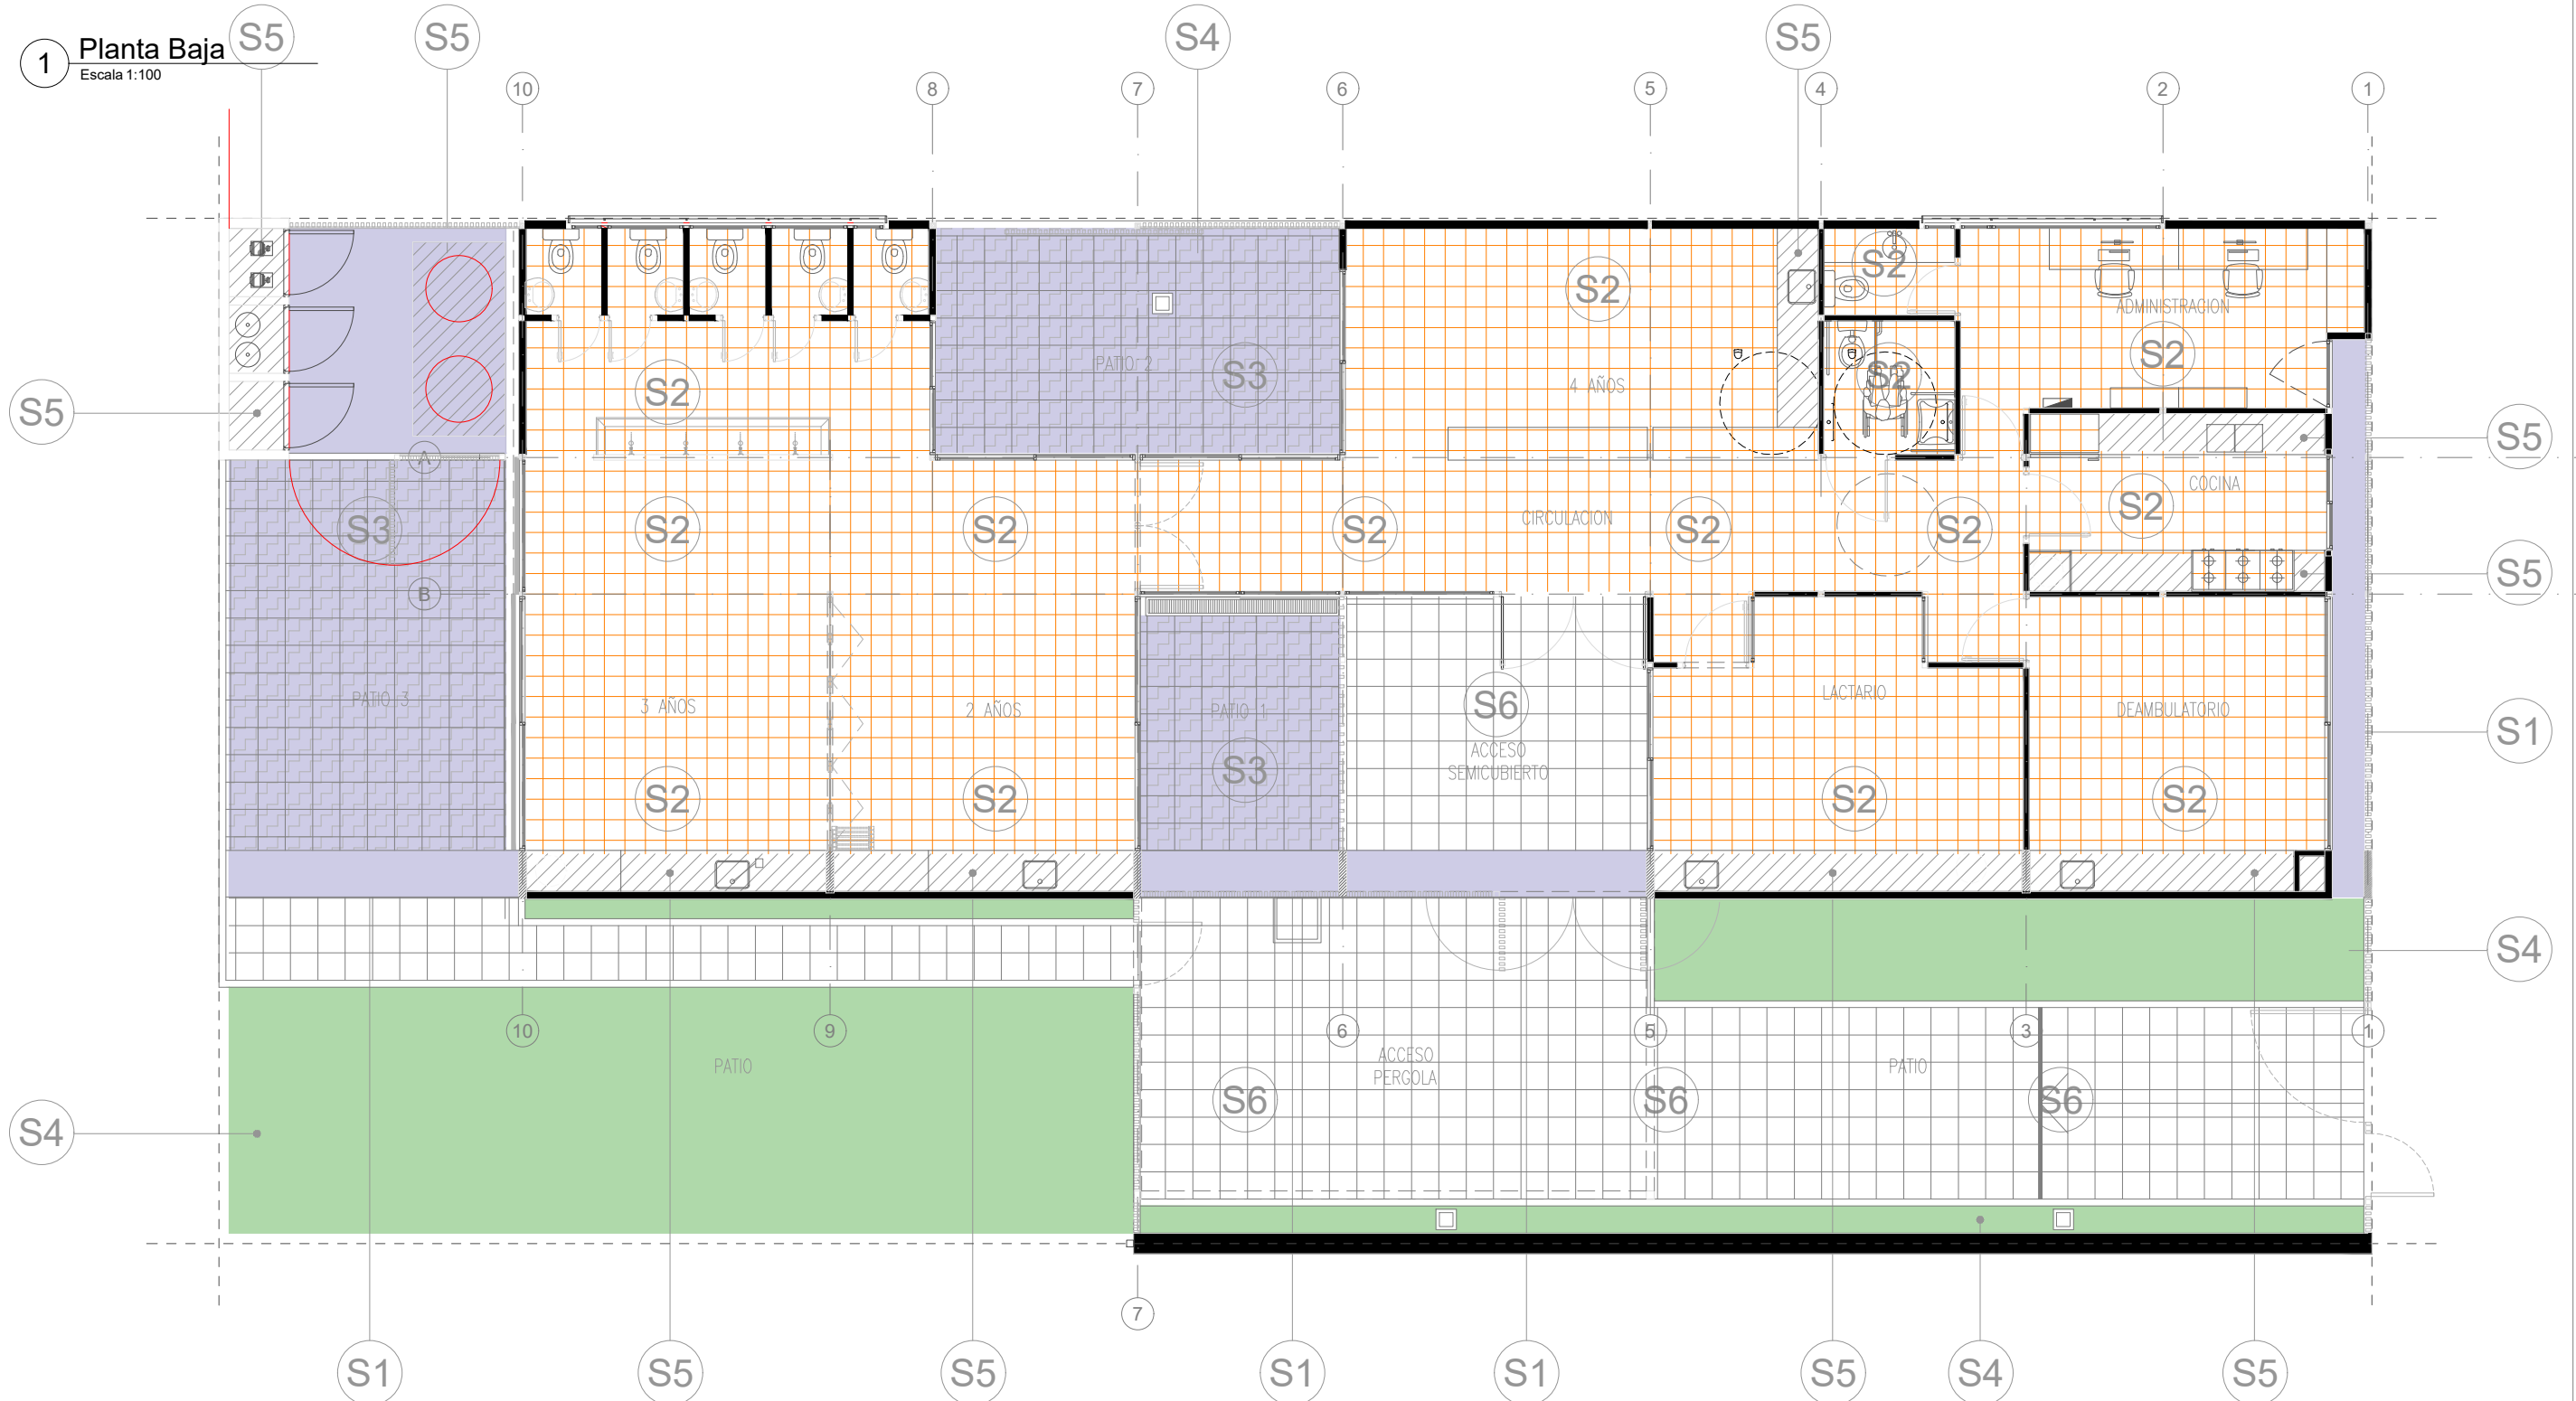 S5
S5
S4
S5
1
Planta Baja
Escala 1:100
10
8
7
6
5
4
2
1
S2
S2
ADMINISTRACION
S2
S2
S2
PATIO 2
S3
4 AÑOS
S2
S5
S5
A
COCINA
S2
S3
S2
S2
S2
CIRCULACION
S2
S2
S5
B
PATIO 3
3 AÑOS
2 AÑOS
PATIO 1
S6
ACCESO
SEMICUBIERTO
LACTARIO
DEAMBULATORIO
S1
S3
S2
S2
S2
S2
S4
10
9
6
5
3
1
PATIO
ACCESO
PERGOLA
PATIO
S6
S6
S6
S4
7
S1
S5
S5
S1
S1
S5
S4
S5